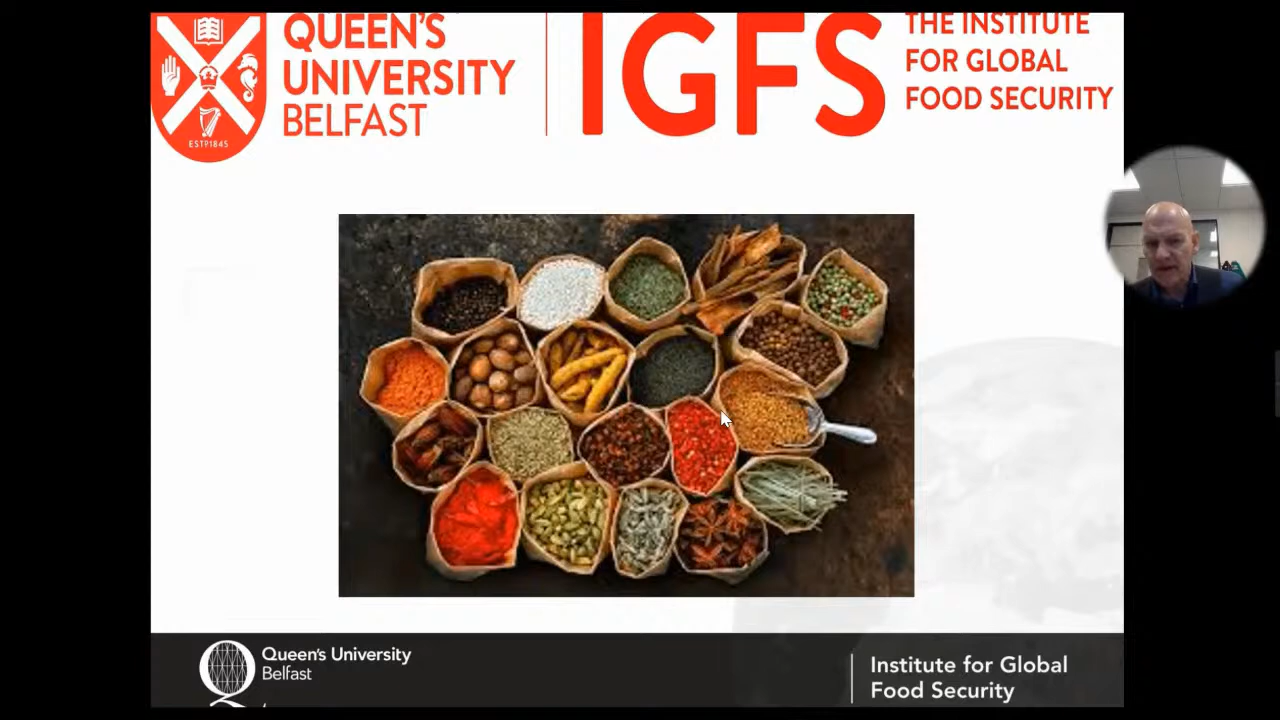 QUEEN'S
UNIVERSITY
BELFAST
ESTD1845
IGFS
THE INSTITUTE
FOR GLOBAL
FOOD SECURITY
Queen's University
Belfast
Institute for Global
Food Security